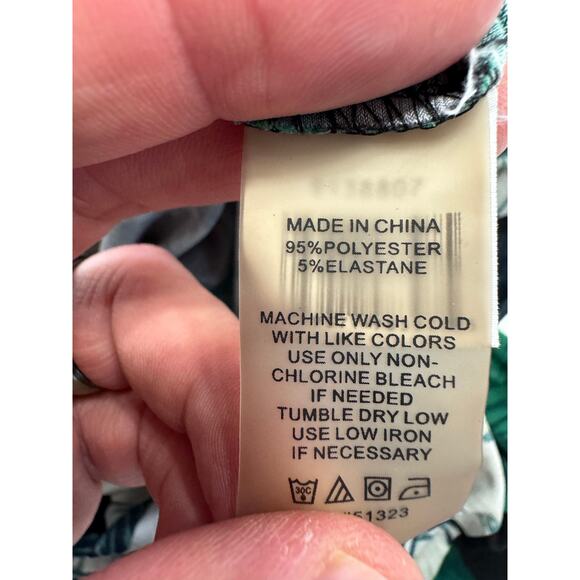 MADE IN CHINA
95%POLYESTER
5%ELASTANE
MACHINE WASH COLD
WITH LIKE COLORS
USE ONLY NON-
CHLORINE BLEACH
IF NEEDED
TUMBLE DRY LOW
USE LOW IRON
IF NECESSARY
30C
51323